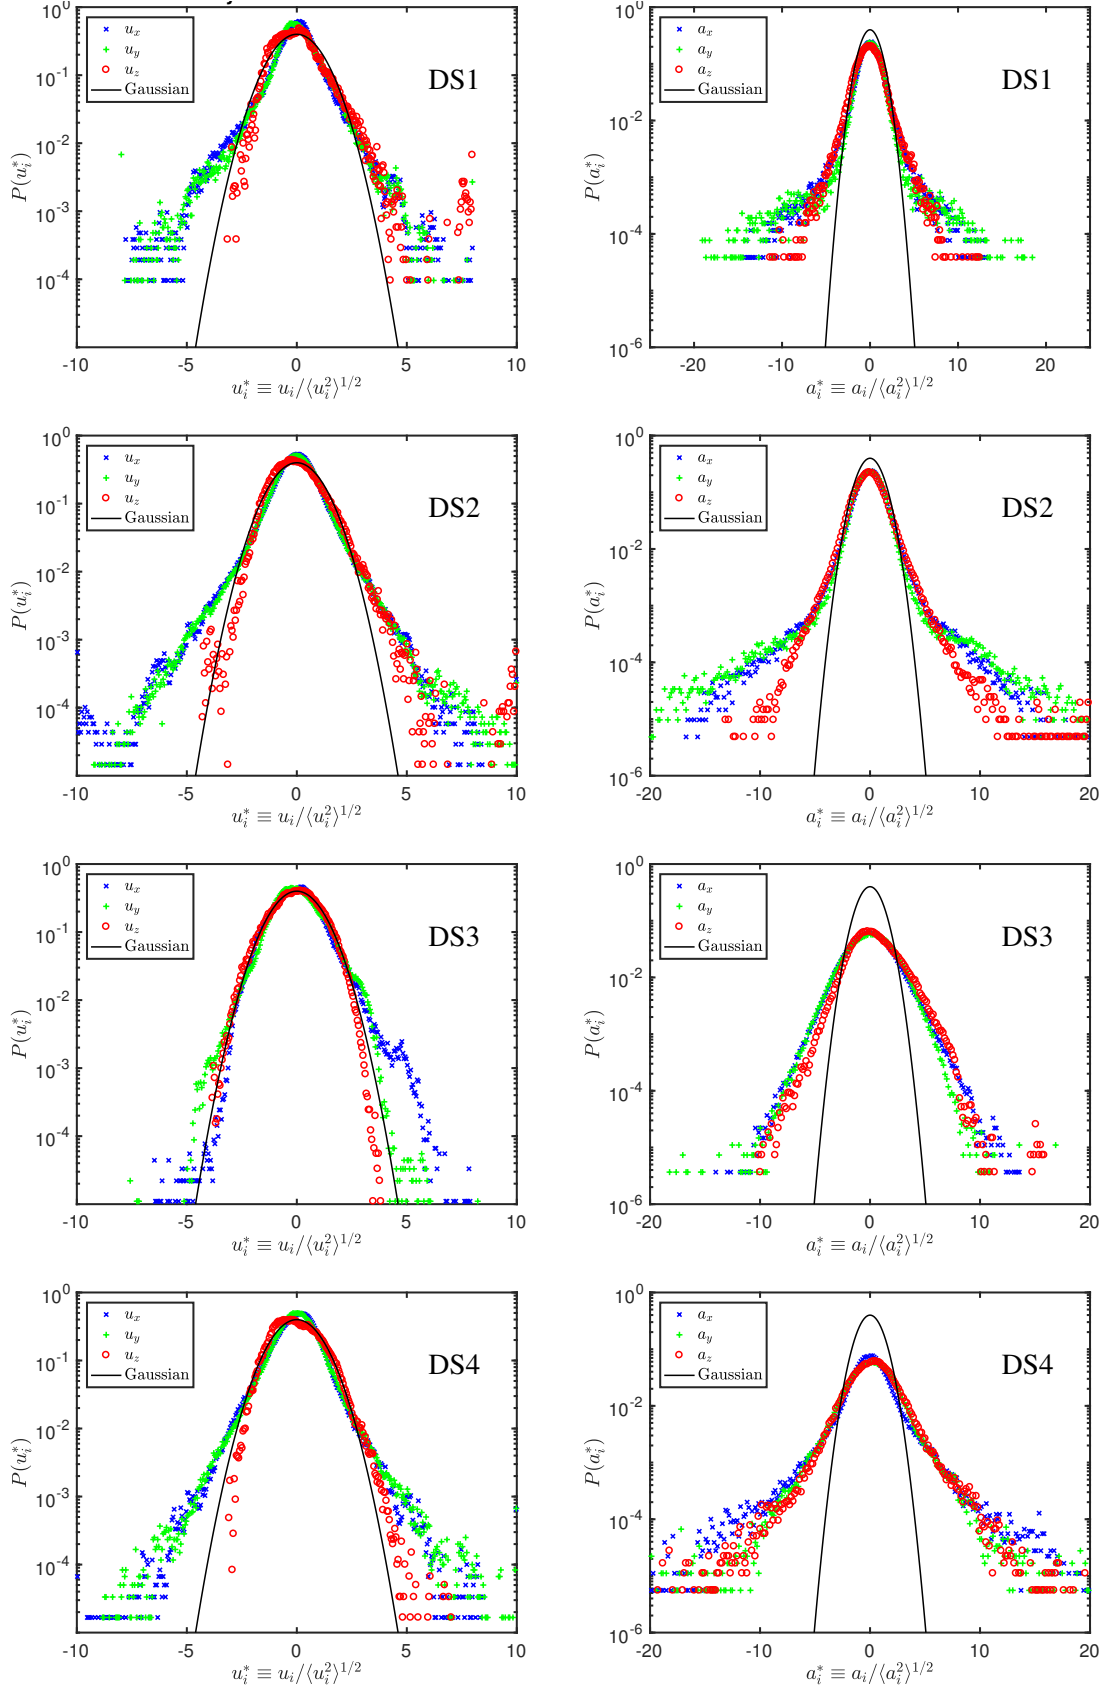 10^0
10^-1
10^-2
10^-3
10^-4
P(u_i^*)
u_x
u_y
u_z
Gaussian
DS1
-10 -5 0 5 10
u_i^* ≡ u_i/⟨u_i^2⟩^1/2
10^0
10^-2
10^-4
10^-6
P(a_i^*)
a_x
a_y
a_z
Gaussian
DS1
-20 -10 0 10 20
a_i^* ≡ a_i/⟨a_i^2⟩^1/2
10^0
10^-1
10^-2
10^-3
10^-4
P(u_i^*)
u_x
u_y
u_z
Gaussian
DS2
-10 -5 0 5 10
u_i^* ≡ u_i/⟨u_i^2⟩^1/2
10^0
10^-2
10^-4
10^-6
P(a_i^*)
a_x
a_y
a_z
Gaussian
DS2
-20 -10 0 10 20
a_i^* ≡ a_i/⟨a_i^2⟩^1/2
10^0
10^-1
10^-2
10^-3
10^-4
P(u_i^*)
u_x
u_y
u_z
Gaussian
DS3
-10 -5 0 5 10
u_i^* ≡ u_i/⟨u_i^2⟩^1/2
10^0
10^-2
10^-4
10^-6
P(a_i^*)
a_x
a_y
a_z
Gaussian
DS3
-20 -10 0 10 20
a_i^* ≡ a_i/⟨a_i^2⟩^1/2
10^0
10^-1
10^-2
10^-3
10^-4
P(u_i^*)
u_x
u_y
u_z
Gaussian
DS4
-10 -5 0 5 10
u_i^* ≡ u_i/⟨u_i^2⟩^1/2
10^0
10^-2
10^-4
10^-6
P(a_i^*)
a_x
a_y
a_z
Gaussian
DS4
-20 -10 0 10 20
a_i^* ≡ a_i/⟨a_i^2⟩^1/2